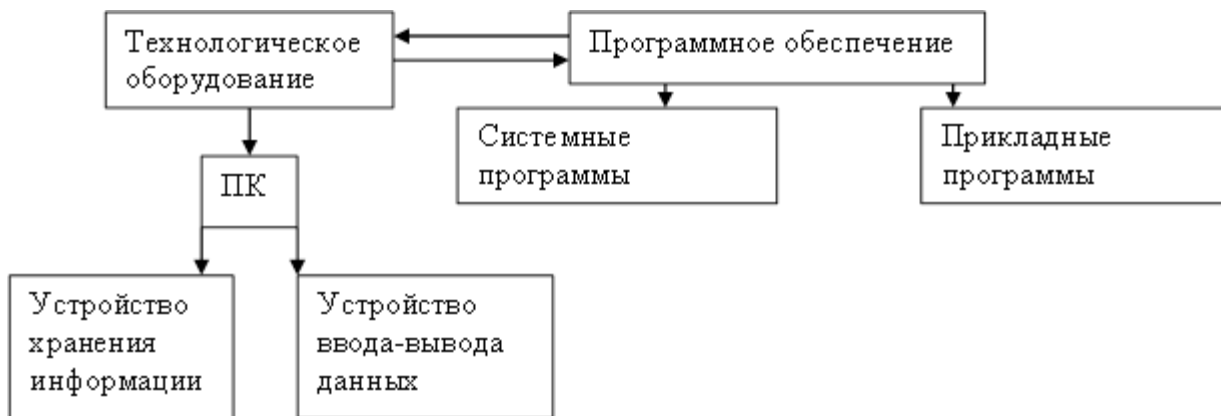 Технологическое
оборудование
Программное обеспечение
Системные
программы
Прикладные
программы
ПК
Устройство
хранения
информации
Устройство
ввода-вывода
данных